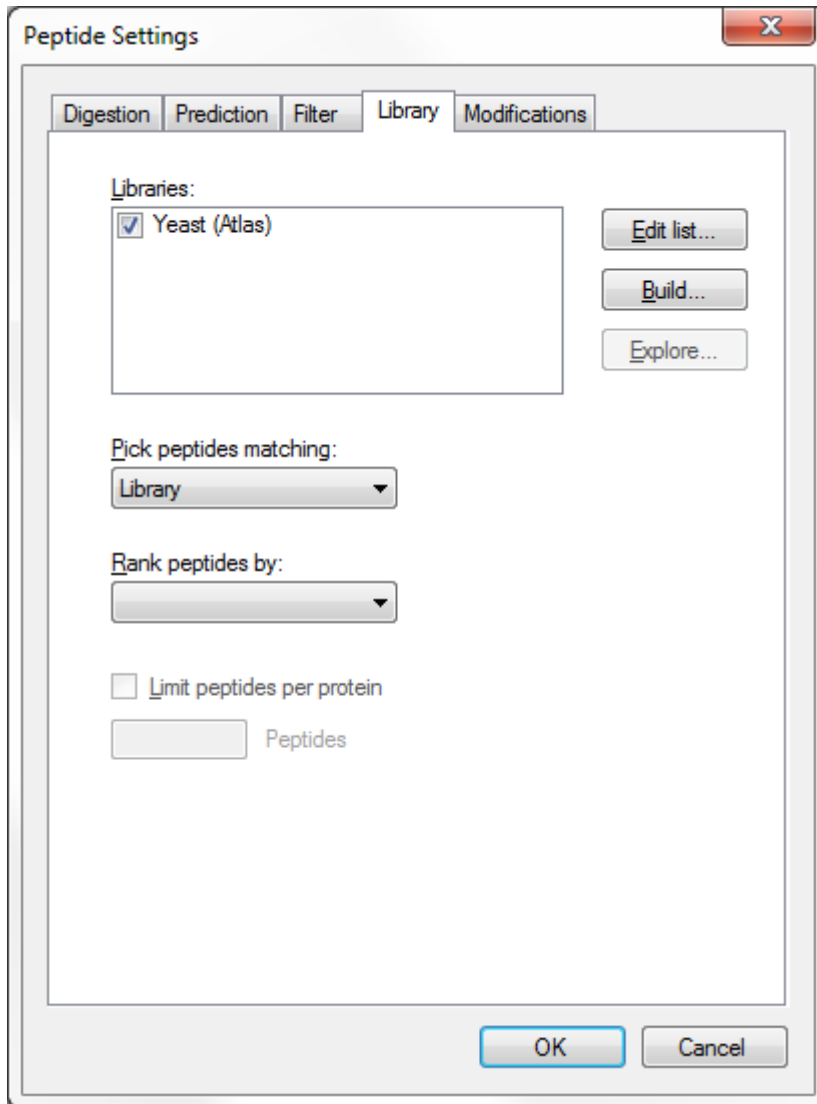 Peptide Settings
Digestion Prediction Filter Library Modifications
Libraries:
Yeast (Atlas)
Edit list...
Build...
Explore...
Pick peptides matching:
Library
Rank peptides by:
Limit peptides per protein
Peptides
OK Cancel